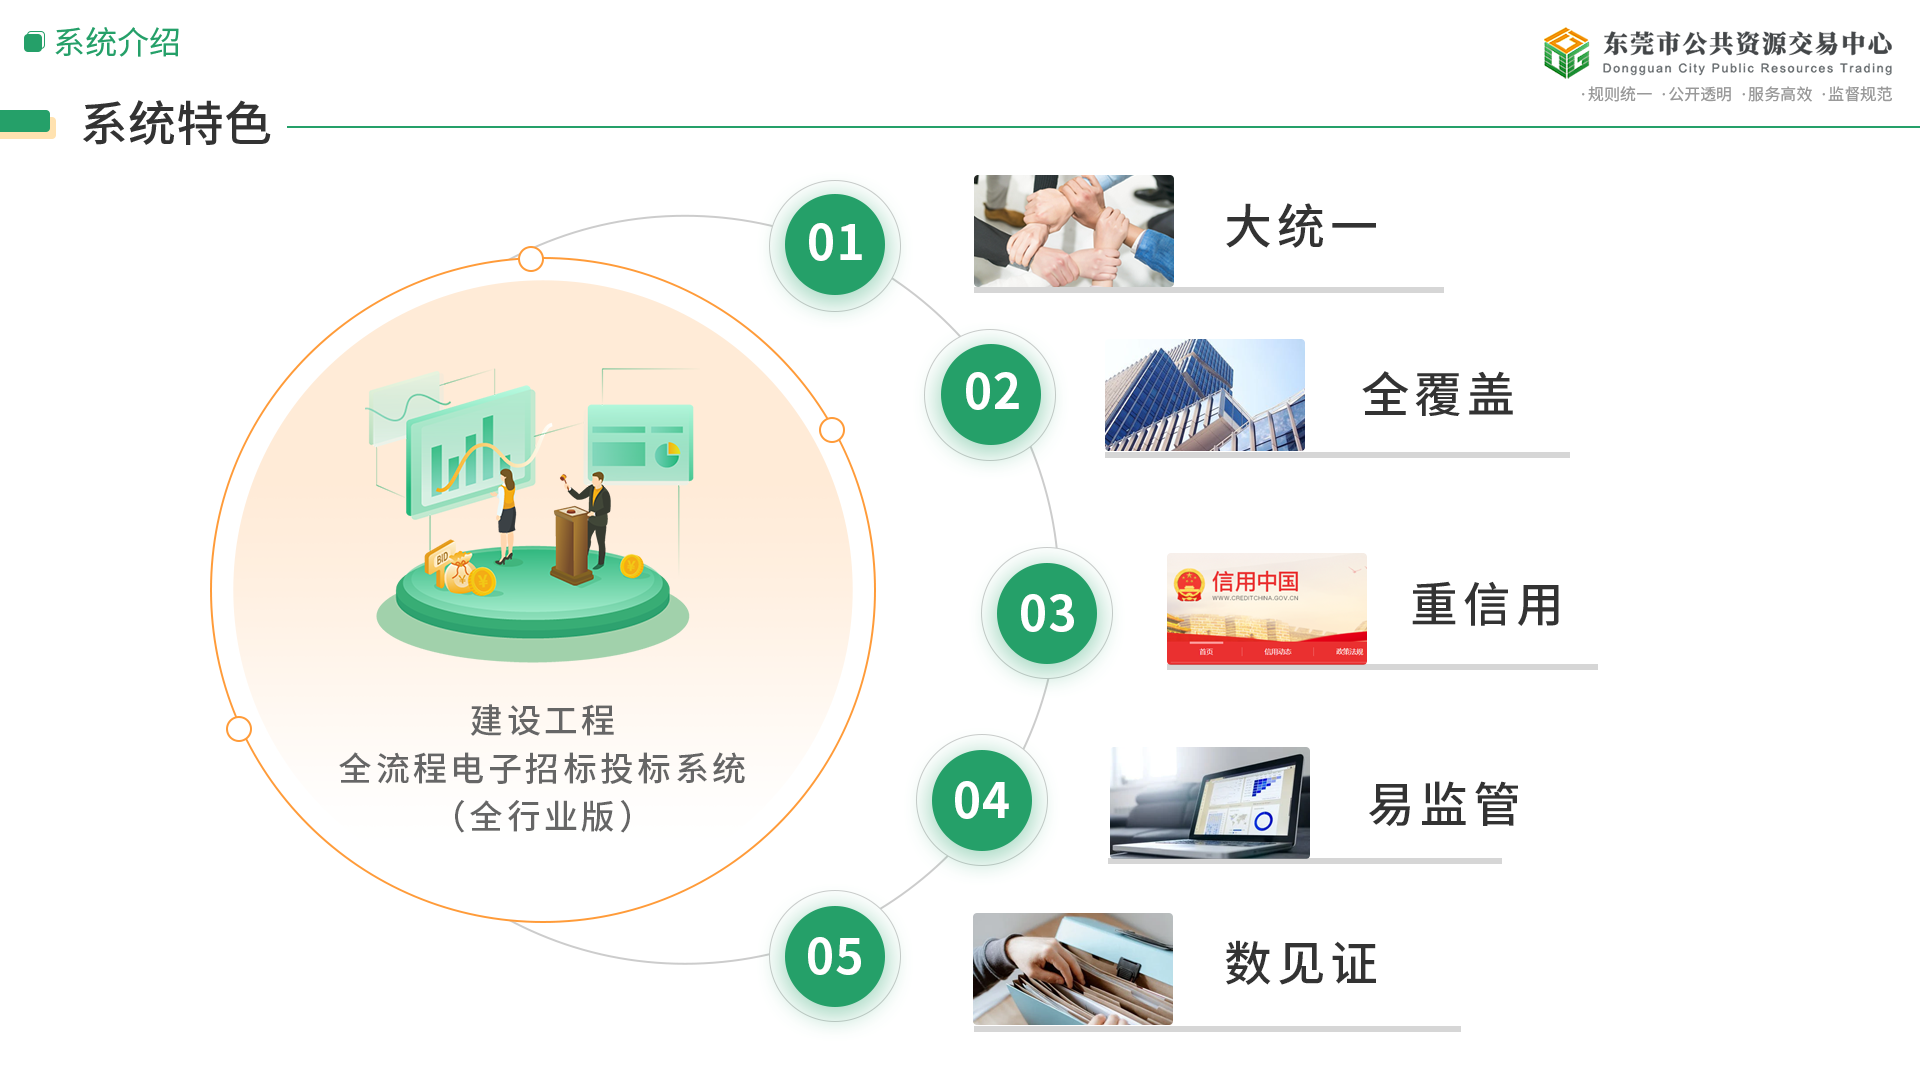 系统介绍
东莞市公共资源交易中心
Dongguan City Public Resources Trading
·规则统一 ·公开透明 ·服务高效 ·监督规范
系统特色
01
大统一
02
全覆盖
03
信用中国
WWW.CREDITCHINA.GOV.CN
首页 信用动态 政策法规
重信用
04
易监管
05
数见证
BID
建设工程
全流程电子招标投标系统
（全行业版）